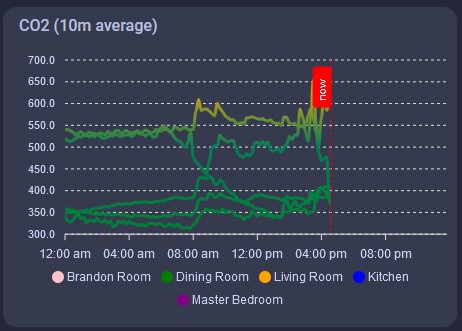 CO2 (10m average)
700.0
650.0
600.0
550.0
500.0
450.0
400.0
350.0
300.0
now
12:00 am 04:00 am 08:00 am 12:00 pm 04:00 pm 08:00 pm
Brandon Room Dining Room Living Room Kitchen
Master Bedroom